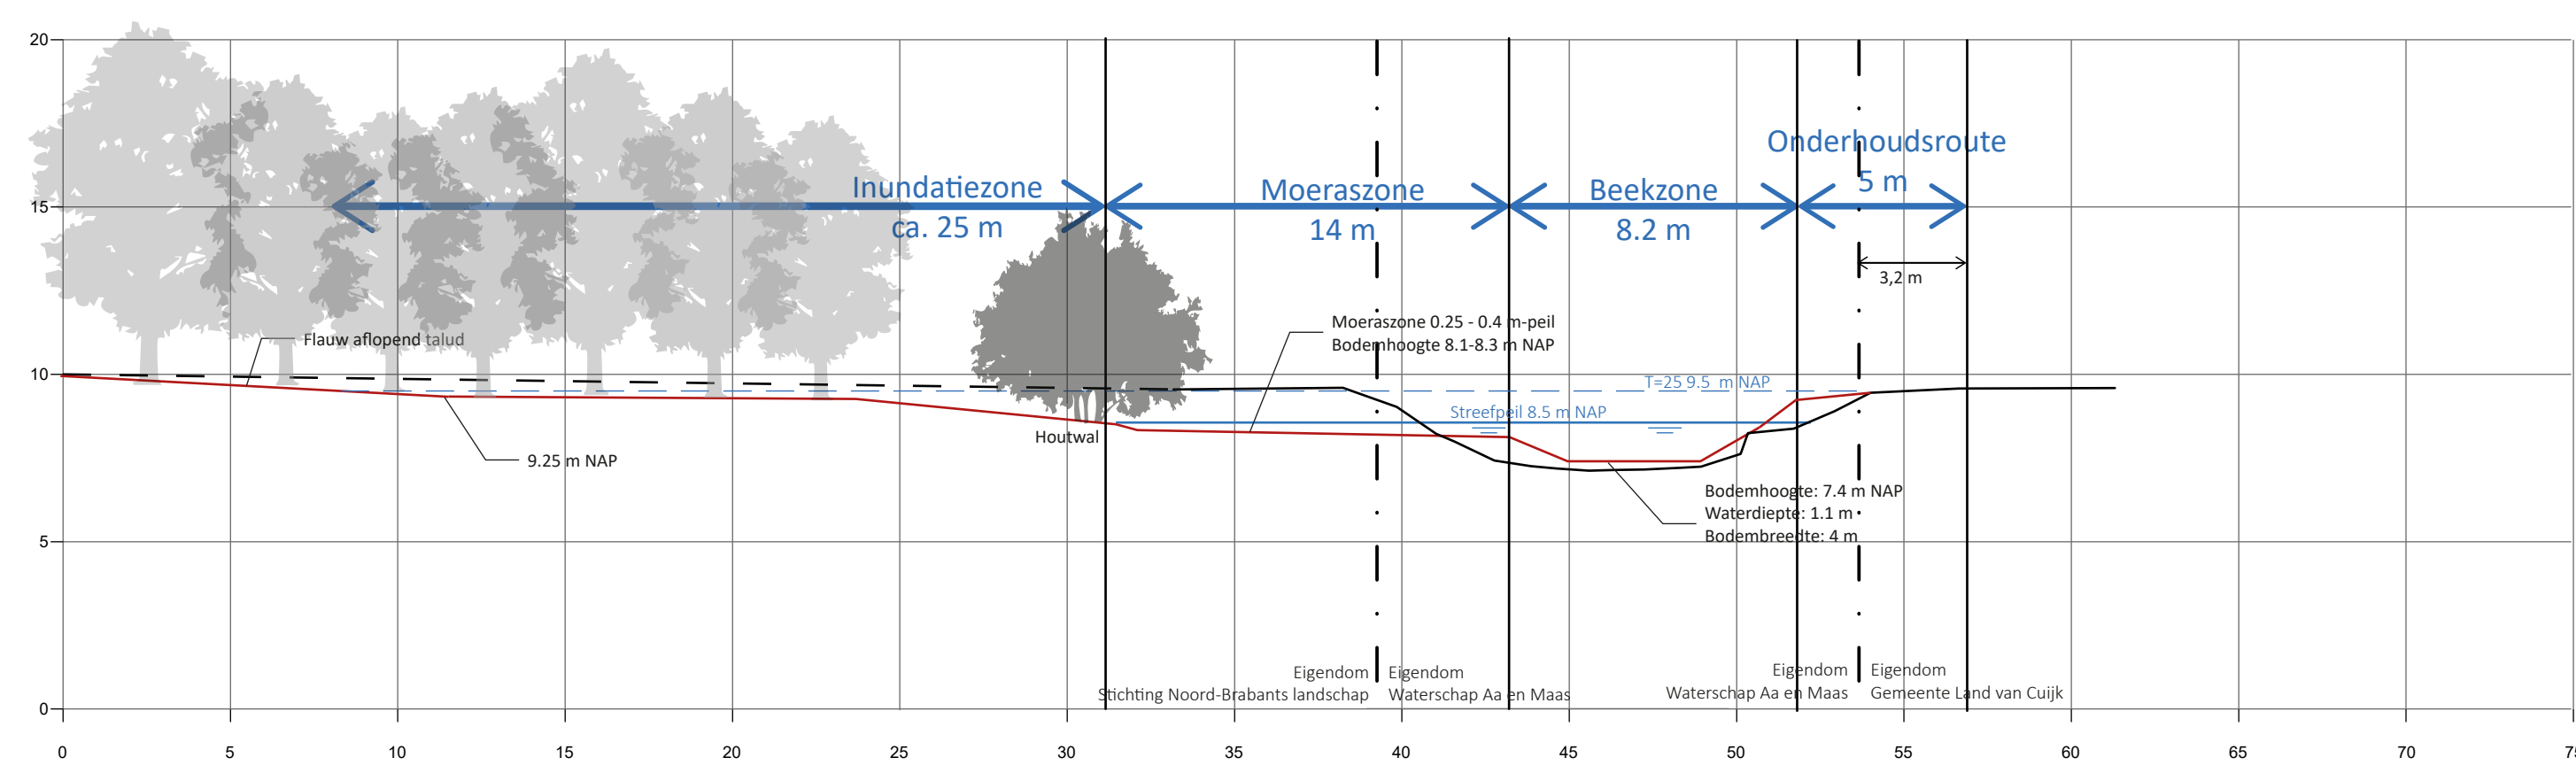 20
15
10
5
0
Inundatiezone
ca. 25 m
Moeraszone
14 m
Beekzone
8.2 m
Onderhoudsroute
5 m
3,2 m
Flauw aflopend talud
Moeraszone 0.25 - 0.4 m-peil
Bodemhoogte 8.1-8.3 m NAP
T=25 9.5 m NAP
Streefpeil 8.5 m NAP
Houtwal
9.25 m NAP
Bodemhoogte: 7.4 m NAP
Waterdiepte: 1.1 m
Bodembreedte: 4 m
Eigendom
Stichting Noord-Brabants landschap
Eigendom
Waterschap Aa en Maas
Eigendom
Waterschap Aa en Maas
Eigendom
Gemeente Land van Cuijk
0 5 10 15 20 25 30 35 40 45 50 55 60 65 70 75